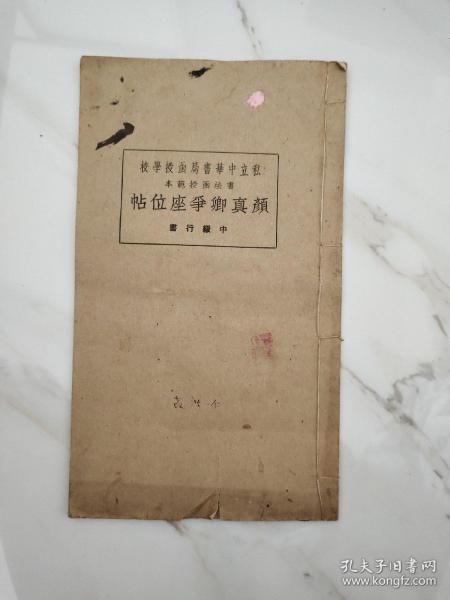 私立中華書局函授學校
書法函授範本
顏真卿爭座位帖
中級行書
孔夫子旧书网
www.kongfz.com